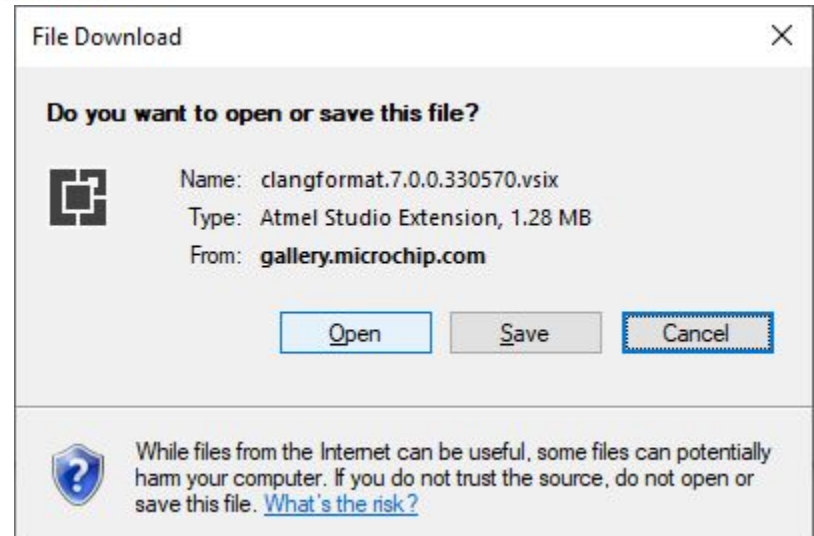 File Download
Do you want to open or save this file?
Name: clangformat.7.0.0.330570.vsix
Type: Atmel Studio Extension, 1.28 MB
From: gallery.microchip.com
Open Save Cancel
While files from the Internet can be useful, some files can potentially
harm your computer. If you do not trust the source, do not open or
save this file. What's the risk?